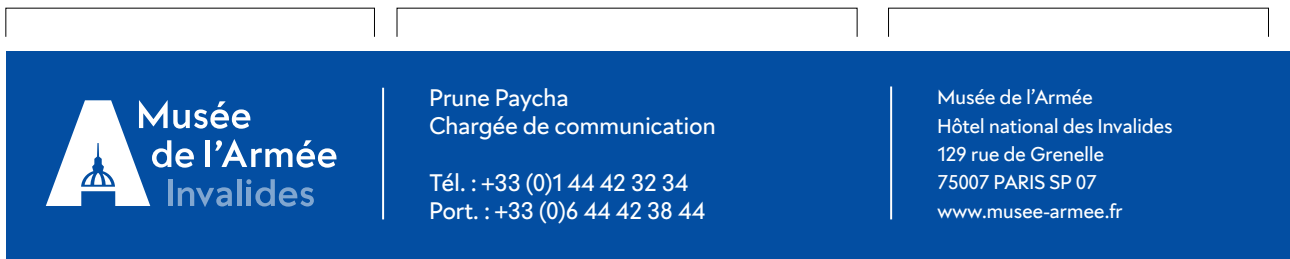 Musée
de l'Armée
Invalides
Prune Paycha
Chargée de communication
Tél. : +33 (0)1 44 42 32 34
Port. : +33 (0)6 44 42 38 44
Musée de l'Armée
Hôtel national des Invalides
129 rue de Grenelle
75007 PARIS SP 07
www.musee-armee.fr